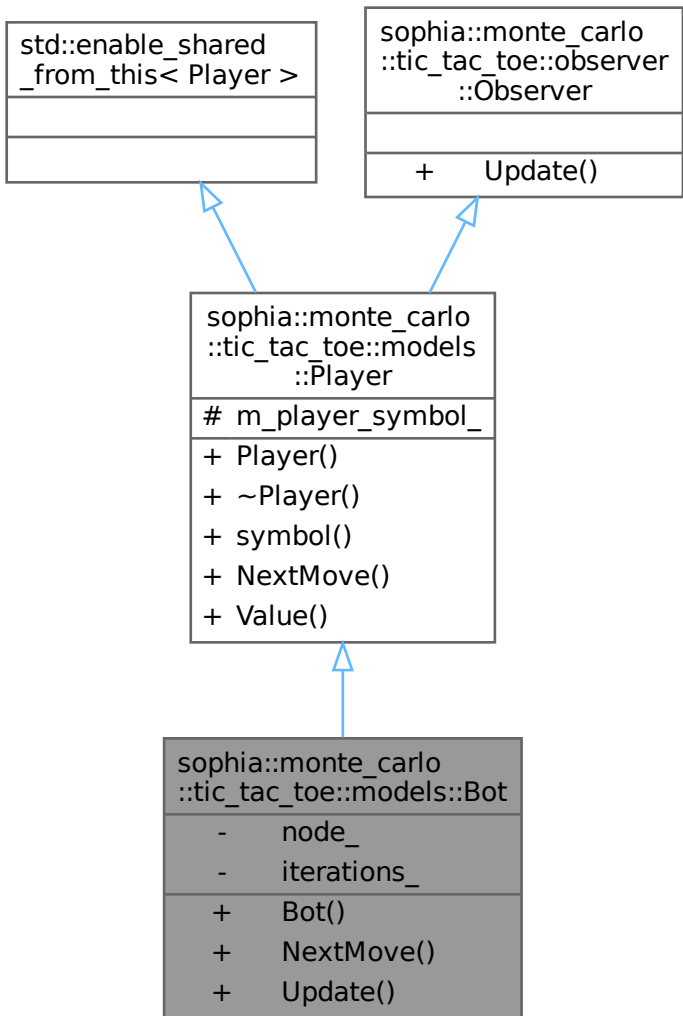 std::enable_shared
_from_this< Player >
sophia::monte_carlo
::tic_tac_toe::observer
::Observer
+ Update()
sophia::monte_carlo
::tic_tac_toe::models
::Player
# m_player_symbol_
+ Player()
+ ~Player()
+ symbol()
+ NextMove()
+ Value()
sophia::monte_carlo
::tic_tac_toe::models::Bot
- node_
- iterations_
+ Bot()
+ NextMove()
+ Update()